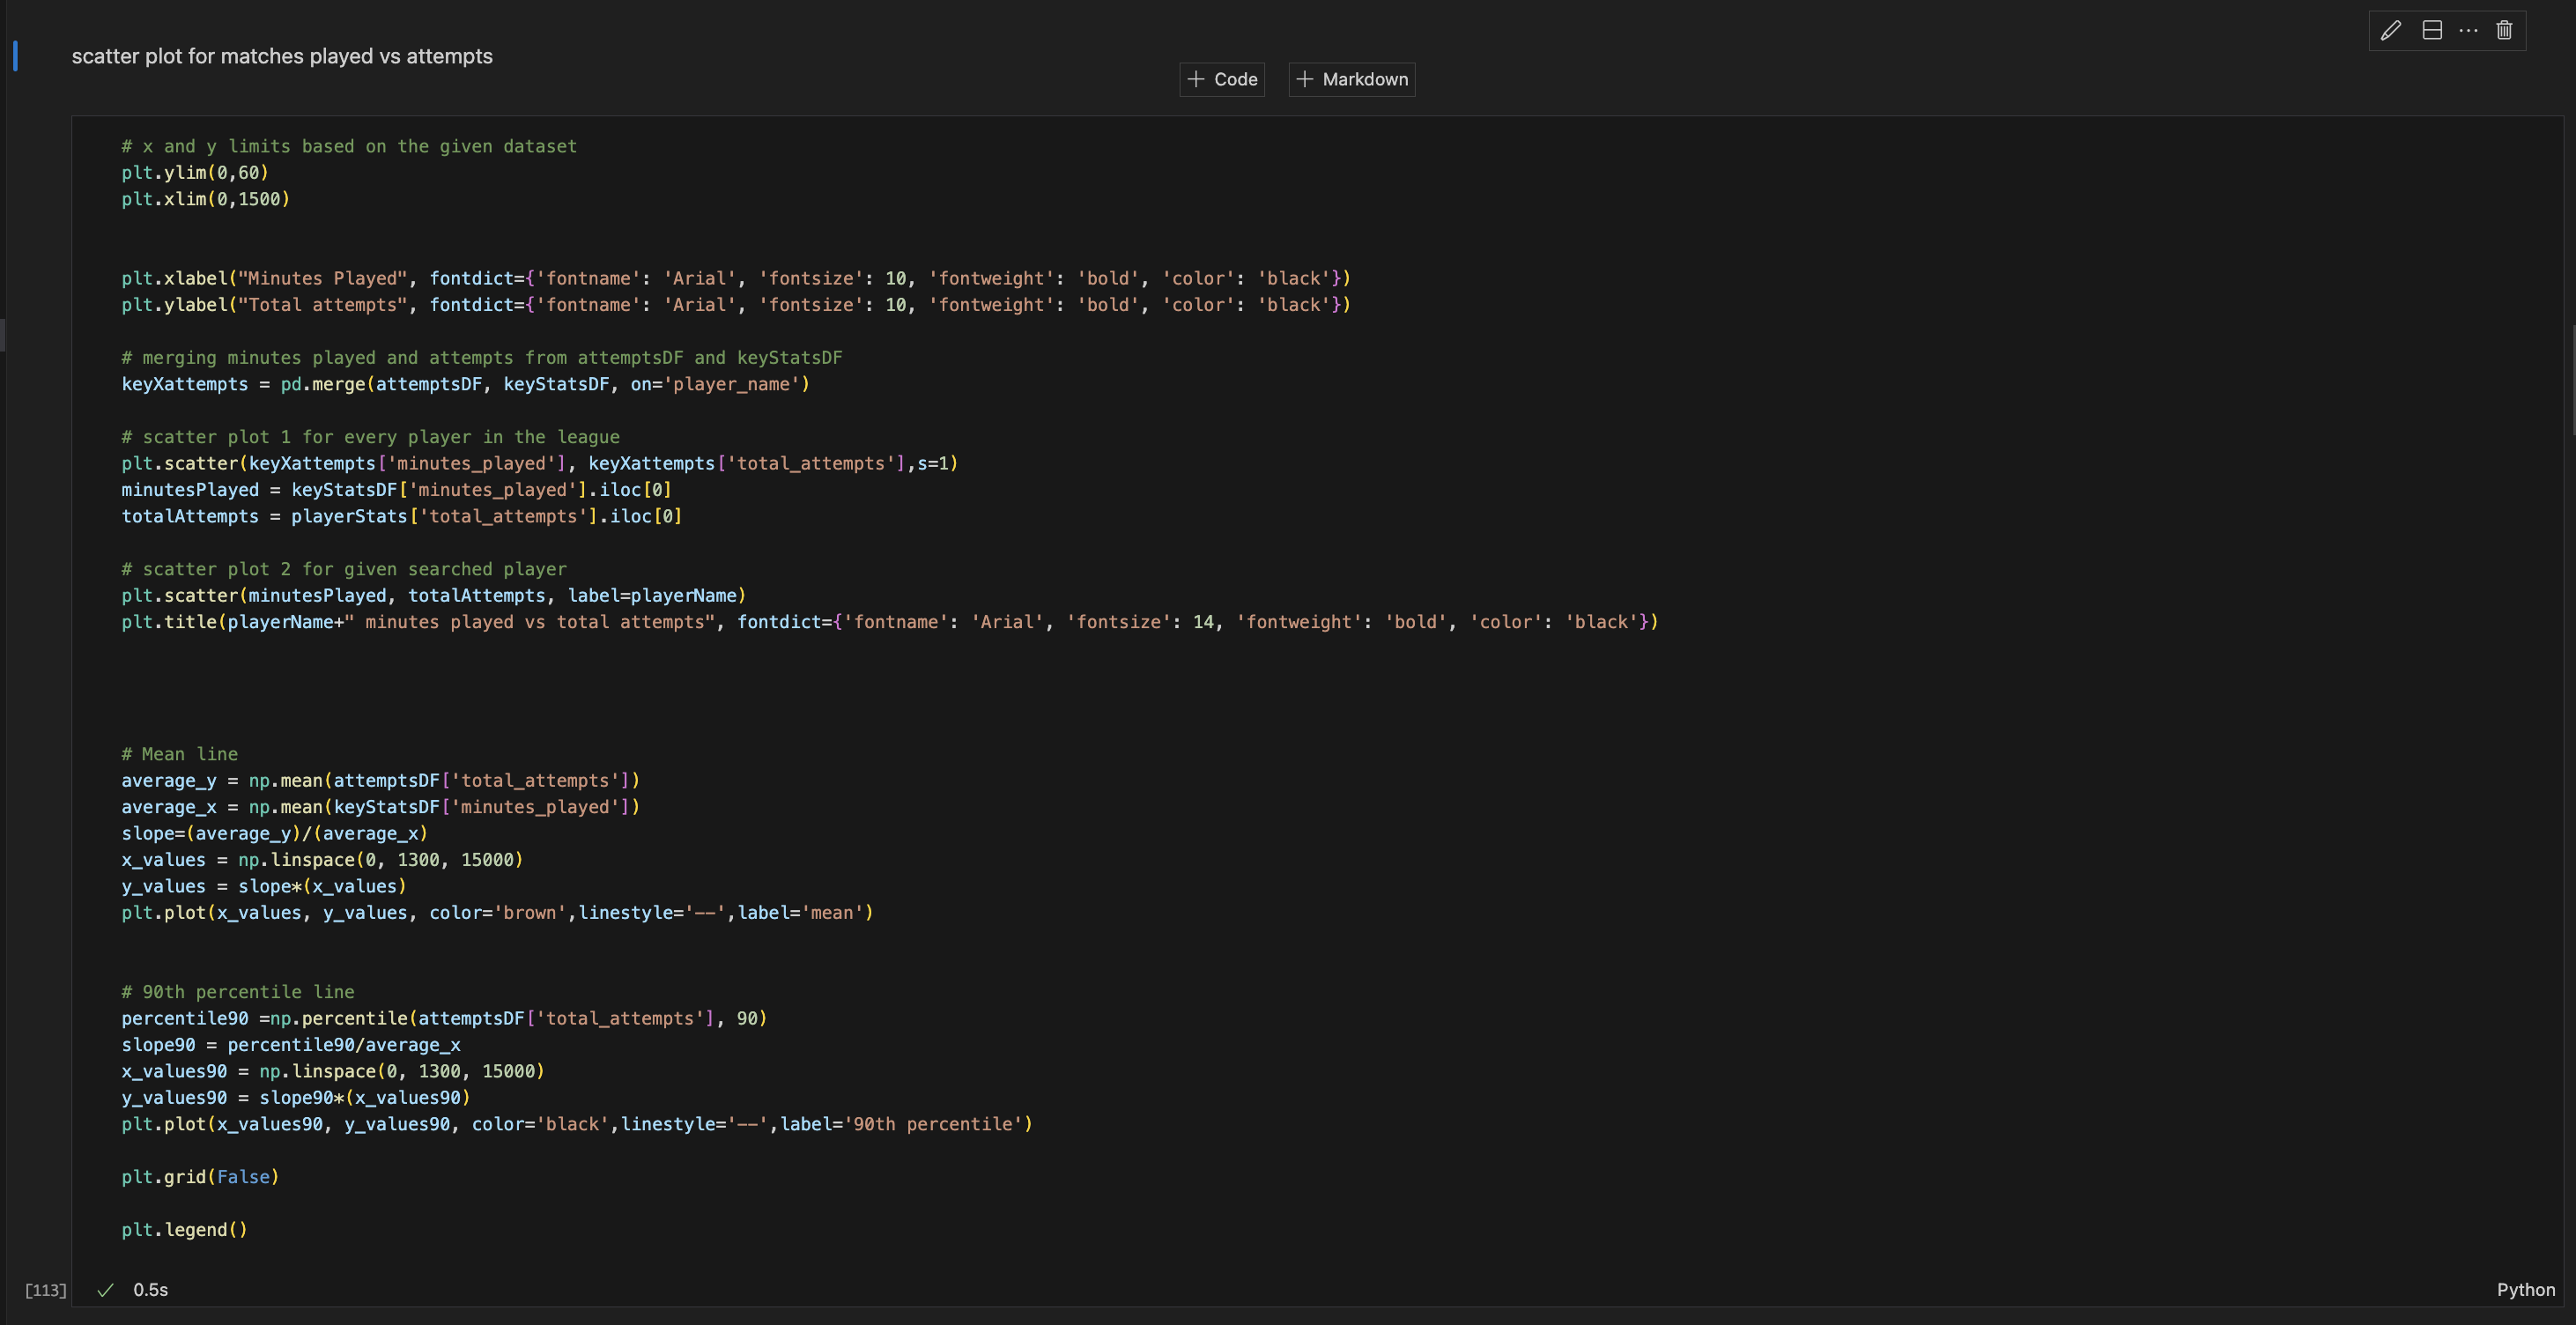 scatter plot for matches played vs attempts
+ Code + Markdown
# x and y limits based on the given dataset
plt.ylim(0,60)
plt.xlim(0,1500)
plt.xlabel("Minutes Played", fontdict={'fontname': 'Arial', 'fontsize': 10, 'fontweight': 'bold', 'color': 'black'})
plt.ylabel("Total attempts", fontdict={'fontname': 'Arial', 'fontsize': 10, 'fontweight': 'bold', 'color': 'black'})
# merging minutes played and attempts from attemptsDF and keyStatsDF
keyXattempts = pd.merge(attemptsDF, keyStatsDF, on='player_name')
# scatter plot 1 for every player in the league
plt.scatter(keyXattempts['minutes_played'], keyXattempts['total_attempts'],s=1)
minutesPlayed = keyStatsDF['minutes_played'].iloc[0]
totalAttempts = playerStats['total_attempts'].iloc[0]
# scatter plot 2 for given searched player
plt.scatter(minutesPlayed, totalAttempts, label=playerName)
plt.title(playerName+" minutes played vs total attempts", fontdict={'fontname': 'Arial', 'fontsize': 14, 'fontweight': 'bold', 'color': 'black'})
# Mean line
average_y = np.mean(attemptsDF['total_attempts'])
average_x = np.mean(keyStatsDF['minutes_played'])
slope=(average_y)/(average_x)
x_values = np.linspace(0, 1300, 15000)
y_values = slope*(x_values)
plt.plot(x_values, y_values, color='brown',linestyle='--',label='mean')
# 90th percentile line
percentile90 =np.percentile(attemptsDF['total_attempts'], 90)
slope90 = percentile90/average_x
x_values90 = np.linspace(0, 1300, 15000)
y_values90 = slope90*(x_values90)
plt.plot(x_values90, y_values90, color='black',linestyle='--',label='90th percentile')
plt.grid(False)
plt.legend()
[113] ✓ 0.5s Python